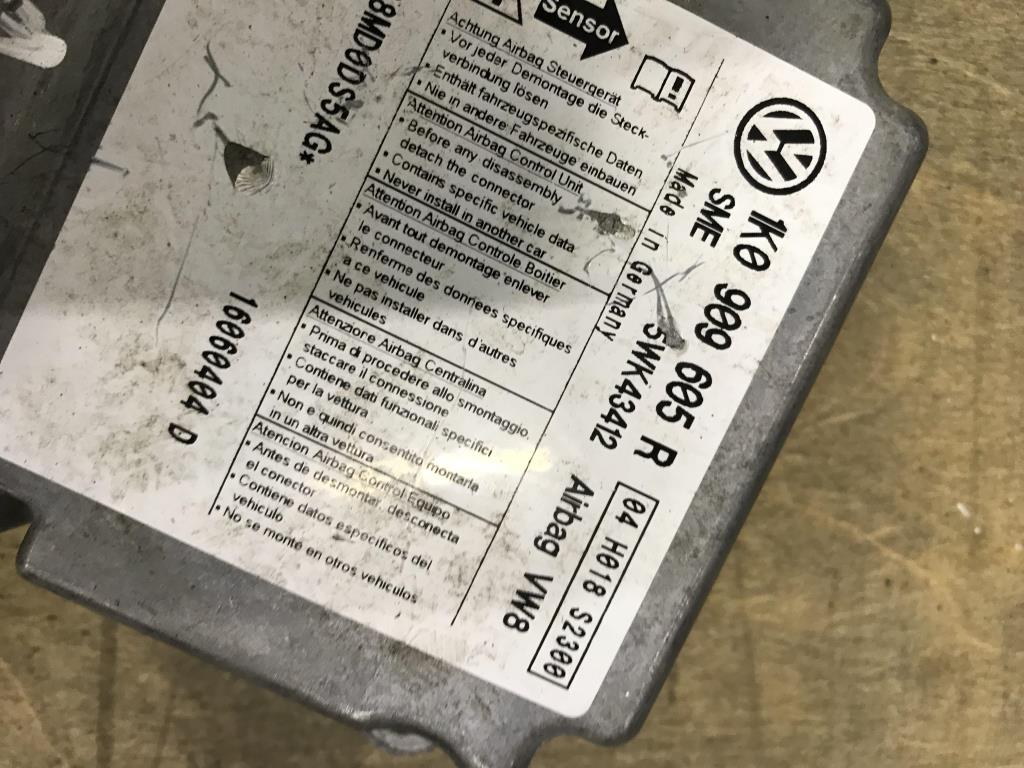 1K0 909 605 R
04 H018 S2300
SME
5WK43412
Airbag VW8
Made in Germany
Sensor
Achtung Airbag Steuergerät
• Vor jeder Demontage die Steck-
verbindung lösen
• Enthält fahrzeugspezifische Daten
• Nie in andere Fahrzeuge einbauen
Attention Airbag Control Unit
• Before any disassembly
detach the connector
• Contains specific vehicle data
• Never install in another car
Attention Airbag Controle Boitier
• Avant tout demontage enlever
le connecteur
• Renferme des données specifiques
a ce vehicule
• Ne pas installer dans d'autres
vehicules
Attenzione Airbag Centralina
• Prima di procedere allo smontaggio,
staccare il connessione
• Contiene dati funzionali specifici
per la vettura
• Non e quindi consentito montarla
in un altra vettura
Atencion Airbag Control Equipo
• Antes de desmontar, desconecta
el conector
• Contiene datos especificos del
vehiculo
• No se monte en otros vehiculos
8MD0DS5AG*
16060404 D